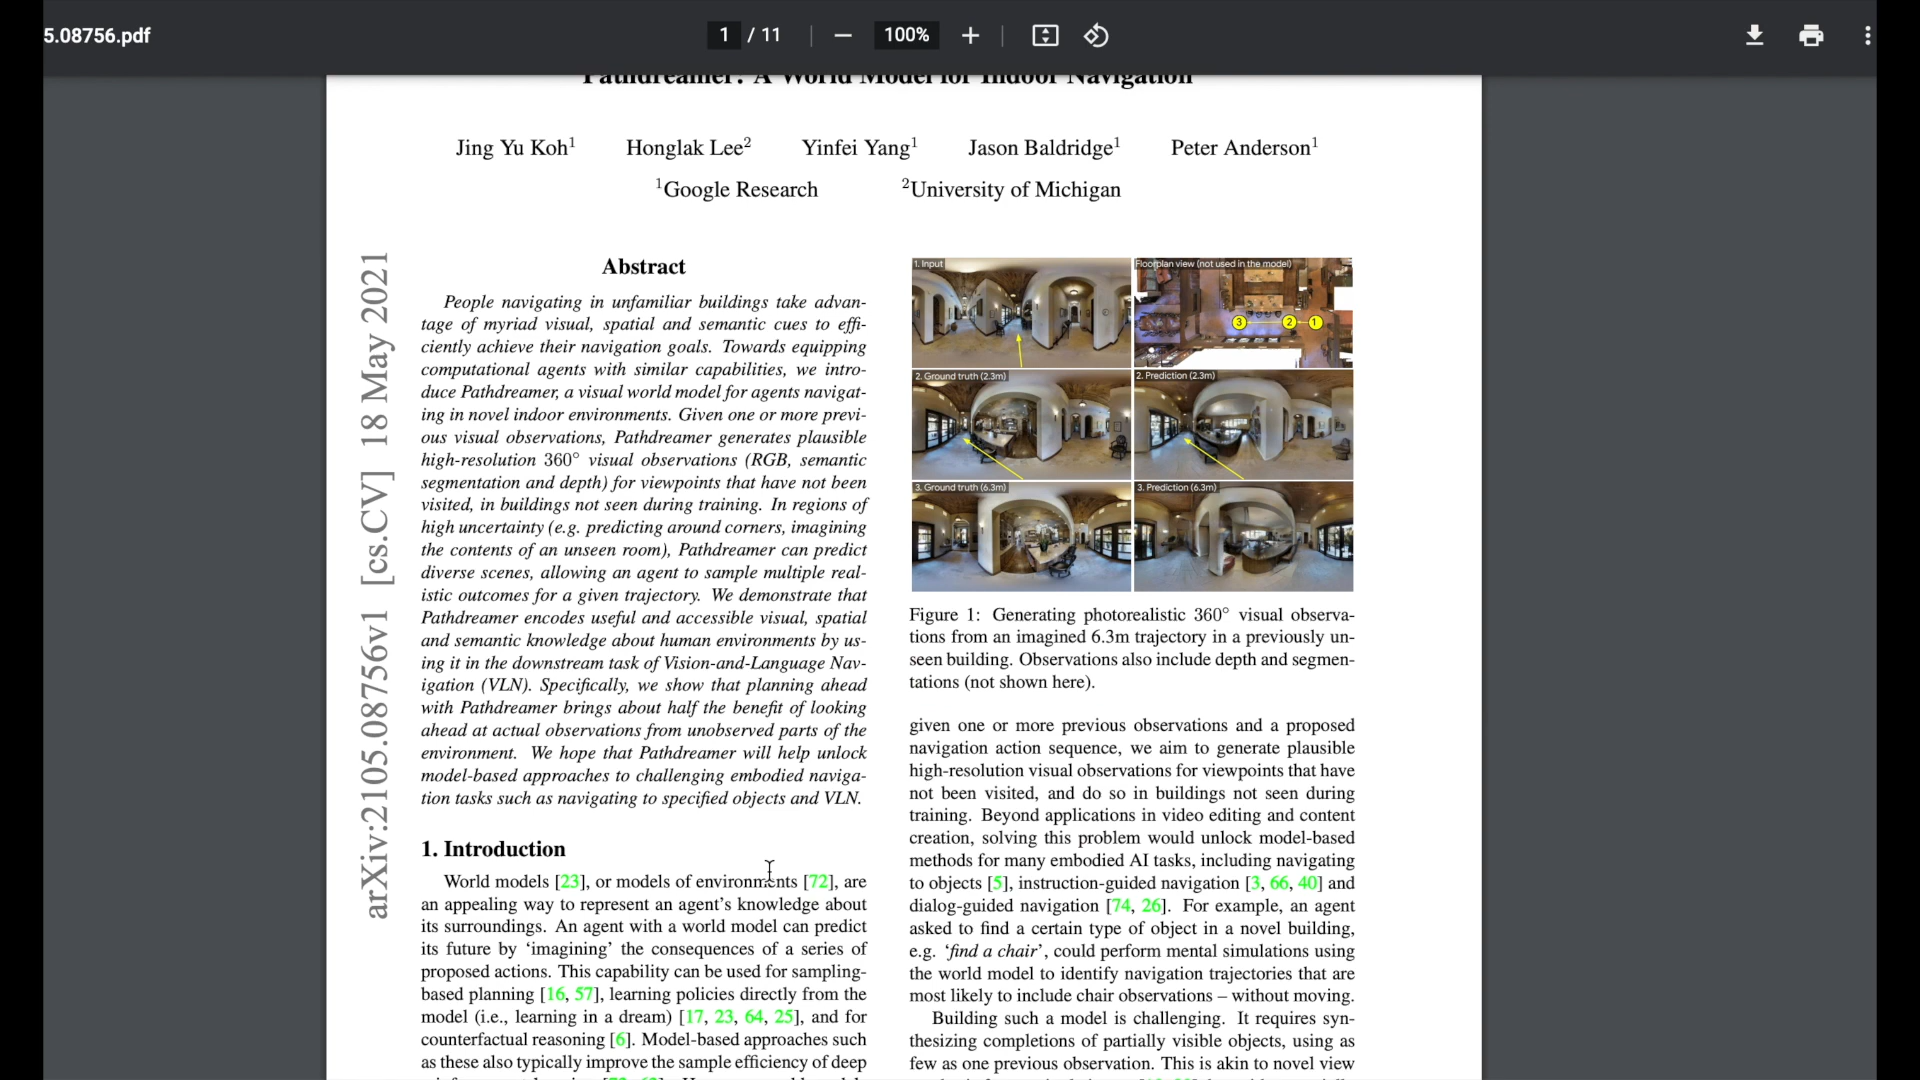 5.08756.pdf
1 / 11
100%
Pathdreamer: A World Model for Indoor Navigation
Jing Yu Koh¹ Honglak Lee² Yinfei Yang¹ Jason Baldridge¹ Peter Anderson¹
¹Google Research ²University of Michigan
arXiv:2105.08756v1 [cs.CV] 18 May 2021
Abstract
People navigating in unfamiliar buildings take advan-
tage of myriad visual, spatial and semantic cues to effi-
ciently achieve their navigation goals. Towards equipping
computational agents with similar capabilities, we intro-
duce Pathdreamer, a visual world model for agents navigat-
ing in novel indoor environments. Given one or more previ-
ous visual observations, Pathdreamer generates plausible
high-resolution 360° visual observations (RGB, semantic
segmentation and depth) for viewpoints that have not been
visited, in buildings not seen during training. In regions of
high uncertainty (e.g. predicting around corners, imagining
the contents of an unseen room), Pathdreamer can predict
diverse scenes, allowing an agent to sample multiple real-
istic outcomes for a given trajectory. We demonstrate that
Pathdreamer encodes useful and accessible visual, spatial
and semantic knowledge about human environments by us-
ing it in the downstream task of Vision-and-Language Nav-
igation (VLN). Specifically, we show that planning ahead
with Pathdreamer brings about half the benefit of looking
ahead at actual observations from unobserved parts of the
environment. We hope that Pathdreamer will help unlock
model-based approaches to challenging embodied naviga-
tion tasks such as navigating to specified objects and VLN.
1. Introduction
World models [23], or models of environments [72], are
an appealing way to represent an agent's knowledge about
its surroundings. An agent with a world model can predict
its future by ‘imagining’ the consequences of a series of
proposed actions. This capability can be used for sampling-
based planning [16, 57], learning policies directly from the
model (i.e., learning in a dream) [17, 23, 64, 25], and for
counterfactual reasoning [6]. Model-based approaches such
as these also typically improve the sample efficiency of deep
1. Input
Floorplan view (not used in the model)
3 2 1
2. Ground truth (2.3m)
2. Prediction (2.3m)
3. Ground truth (6.3m)
3. Prediction (6.3m)
Figure 1: Generating photorealistic 360° visual observa-
tions from an imagined 6.3m trajectory in a previously un-
seen building. Observations also include depth and segmen-
tations (not shown here).
given one or more previous observations and a proposed
navigation action sequence, we aim to generate plausible
high-resolution visual observations for viewpoints that have
not been visited, and do so in buildings not seen during
training. Beyond applications in video editing and content
creation, solving this problem would unlock model-based
methods for many embodied AI tasks, including navigating
to objects [5], instruction-guided navigation [3, 66, 40] and
dialog-guided navigation [74, 26]. For example, an agent
asked to find a certain type of object in a novel building,
e.g. ‘find a chair’, could perform mental simulations using
the world model to identify navigation trajectories that are
most likely to include chair observations – without moving.
Building such a model is challenging. It requires syn-
thesizing completions of partially visible objects, using as
few as one previous observation. This is akin to novel view